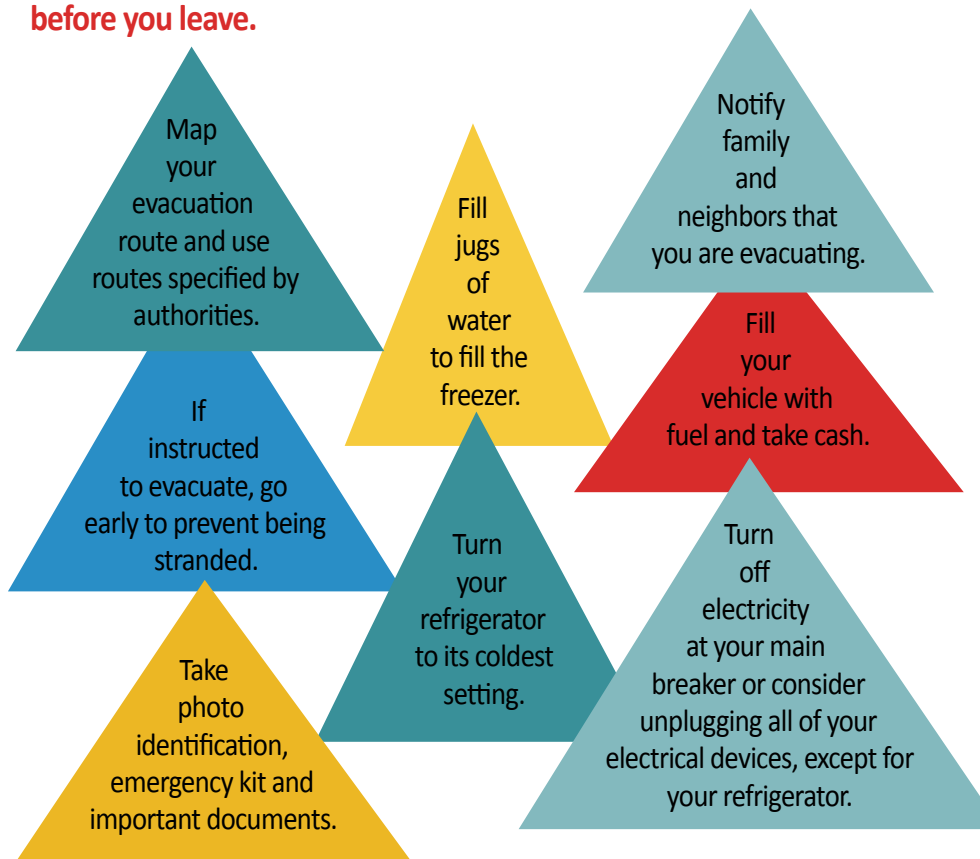 before you leave.
Map
your
evacuation
route and use
routes specified by
authorities.
Fill
jugs
of
water
to fill the
freezer.
Notify
family
and
neighbors that
you are evacuating.
If
instructed
to evacuate, go
early to prevent being
stranded.
Turn
your
refrigerator
to its coldest
setting.
Fill
your
vehicle with
fuel and take cash.
Take
photo
identification,
emergency kit and
important documents.
Turn
off
electricity
at your main
breaker or consider
unplugging all of your
electrical devices, except for
your refrigerator.